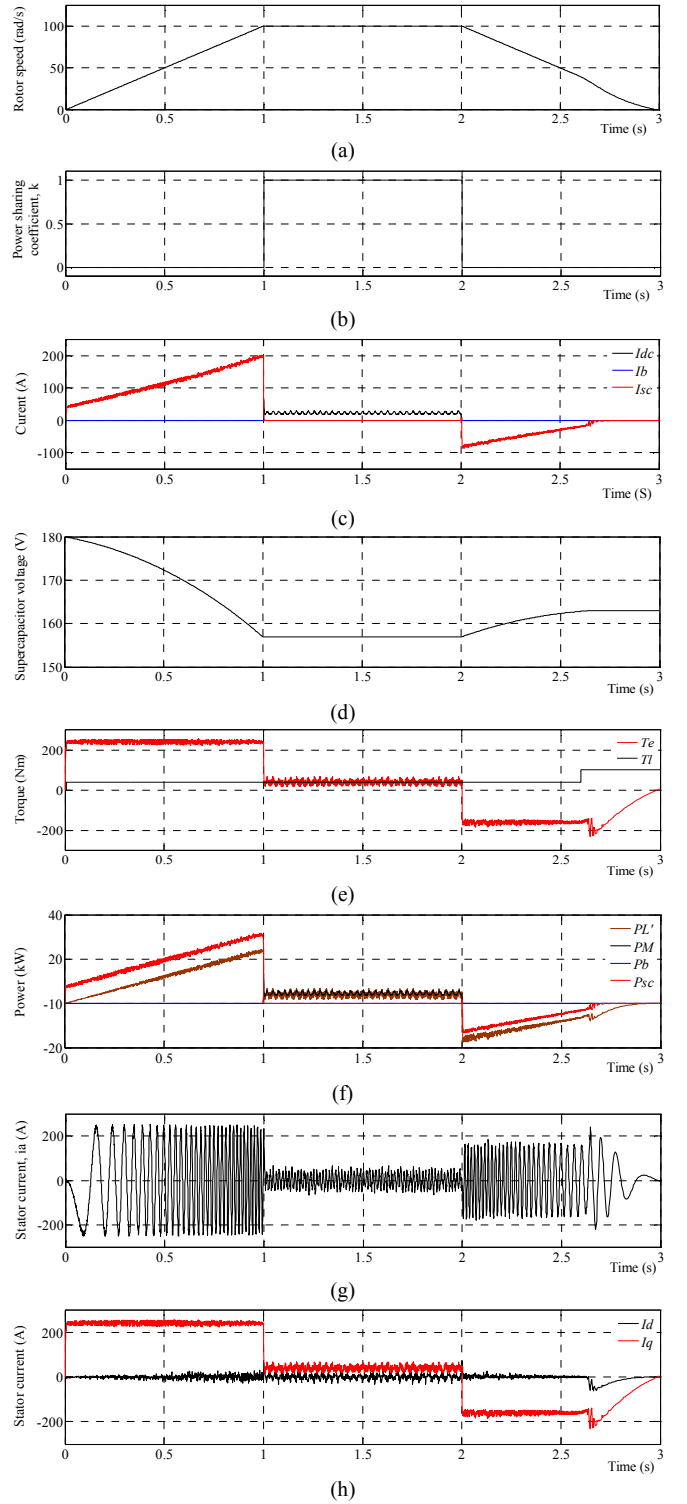 Rotor speed (rad/s)
100
50
0
0 0.5 1 1.5 2 2.5 3
Time (s)
(a)
Power sharing
coefficient, k
1
0.5
0
0 0.5 1 1.5 2 2.5 3
Time (s)
(b)
Curent (A)
200
100
0
-100
Idc
Ib
Isc
0 0.5 1 1.5 2 2.5 3
Time (S)
(c)
Supercapacitor voltage (V)
180
170
160
150
0 0.5 1 1.5 2 2.5 3
Time (s)
(d)
Torque (Nm)
200
0
-200
Te
Tl
0 0.5 1 1.5 2 2.5 3
Time (s)
(e)
Power (kW)
40
20
-10
-20
PL'
PM
Pb
Psc
0 0.5 1 1.5 2 2.5 3
Time (s)
(f)
Stator current, ia (A)
200
0
-200
0 0.5 1 1.5 2 2.5 3
Time (s)
(g)
Stator current (A)
200
0
-200
Id
Iq
0 0.5 1 1.5 2 2.5 3
Time (s)
(h)